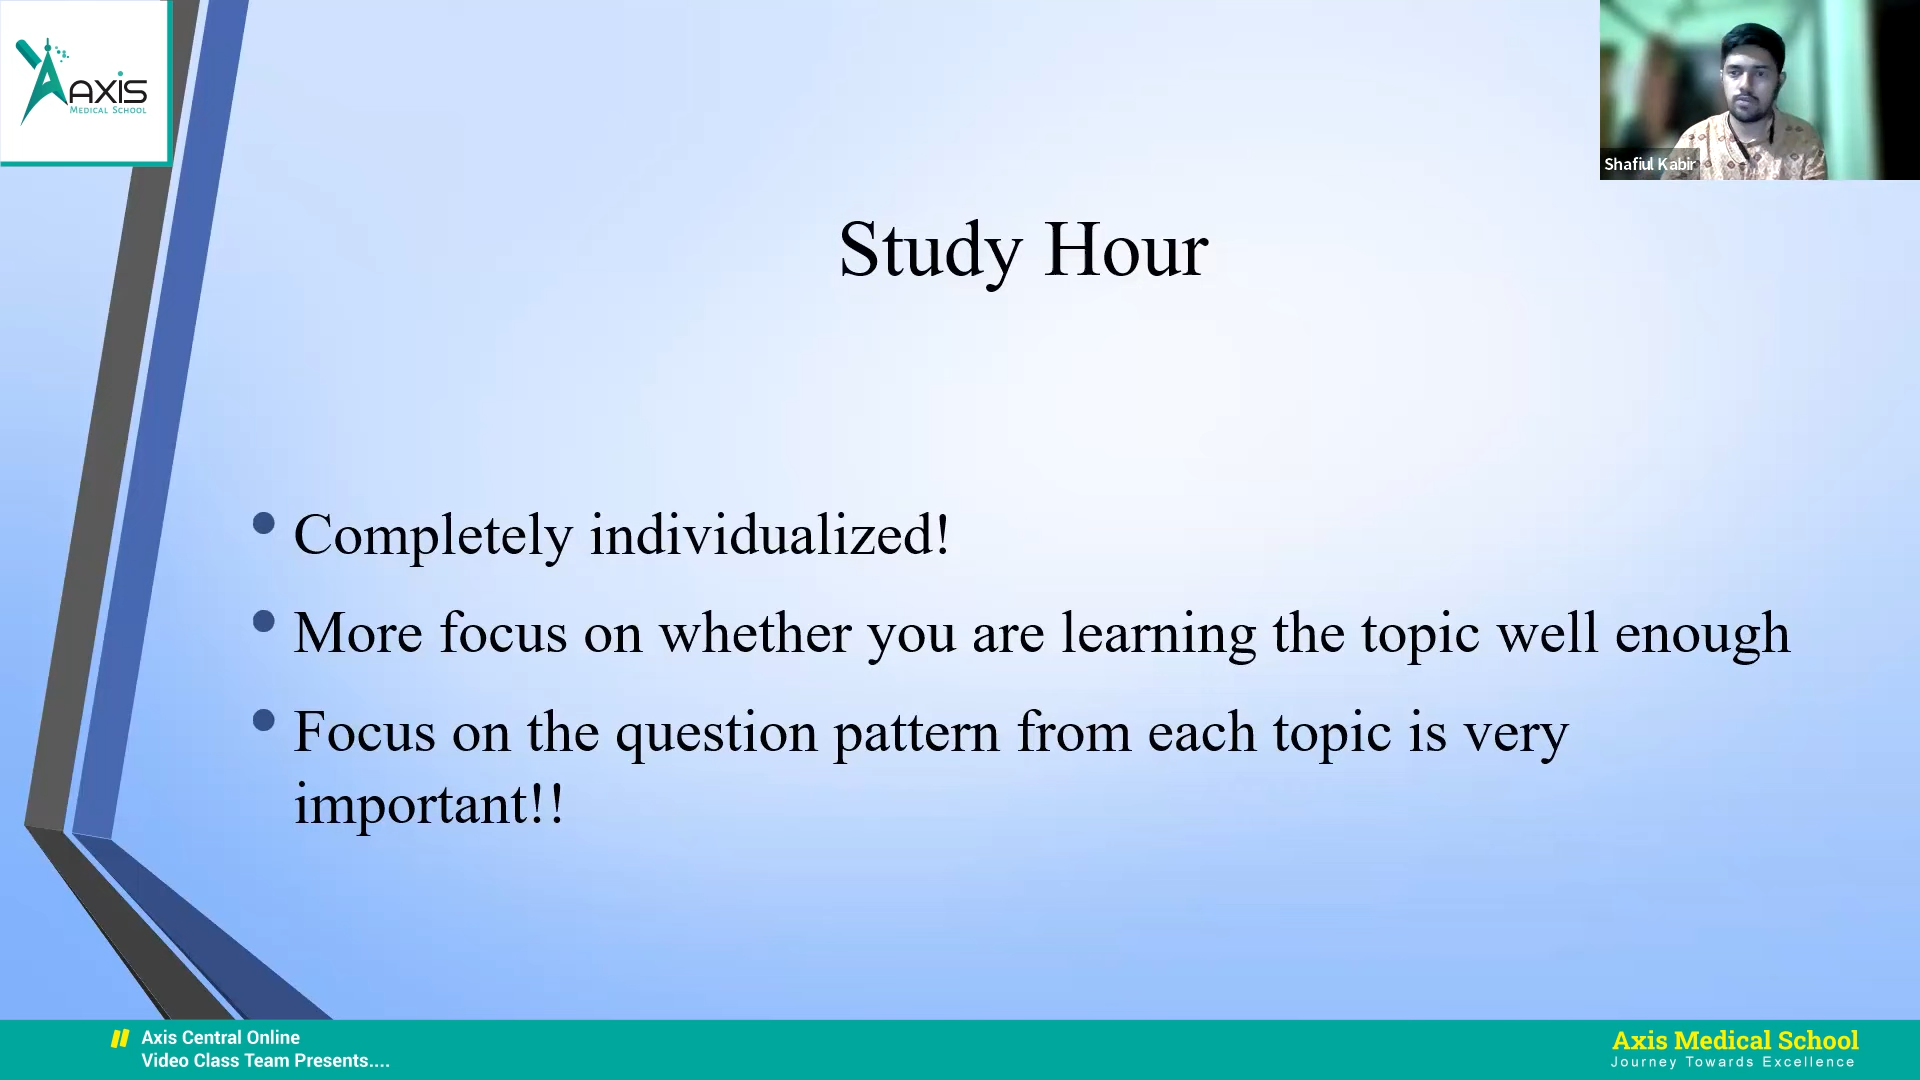 AXIS
MEDICAL SCHOOL
Shafiul Kabir
Study Hour
• Completely individualized!
• More focus on whether you are learning the topic well enough
• Focus on the question pattern from each topic is very
important!!
Axis Central Online
Video Class Team Presents....
Axis Medical School
Journey Towards Excellence